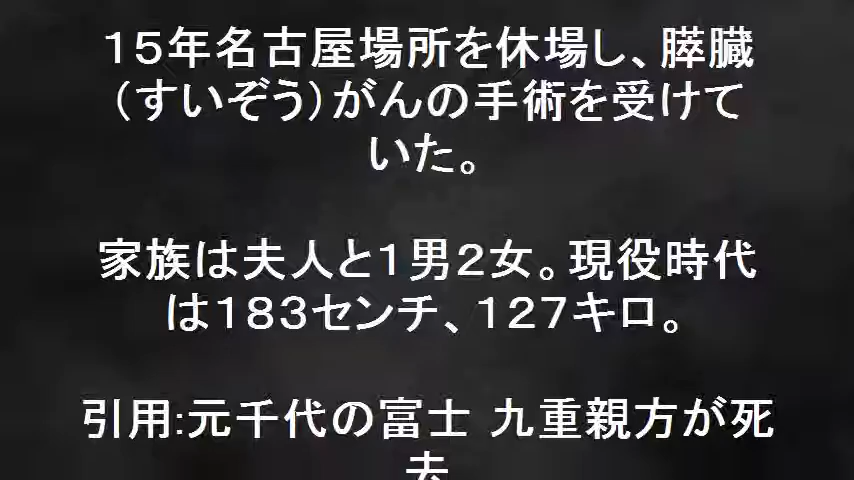 １５年名古屋場所を休場し、膵臓
（すいぞう）がんの手術を受けて
いた。
家族は夫人と１男２女。現役時代
は１８３センチ、１２７キロ。
引用:元千代の富士 九重親方が死
去